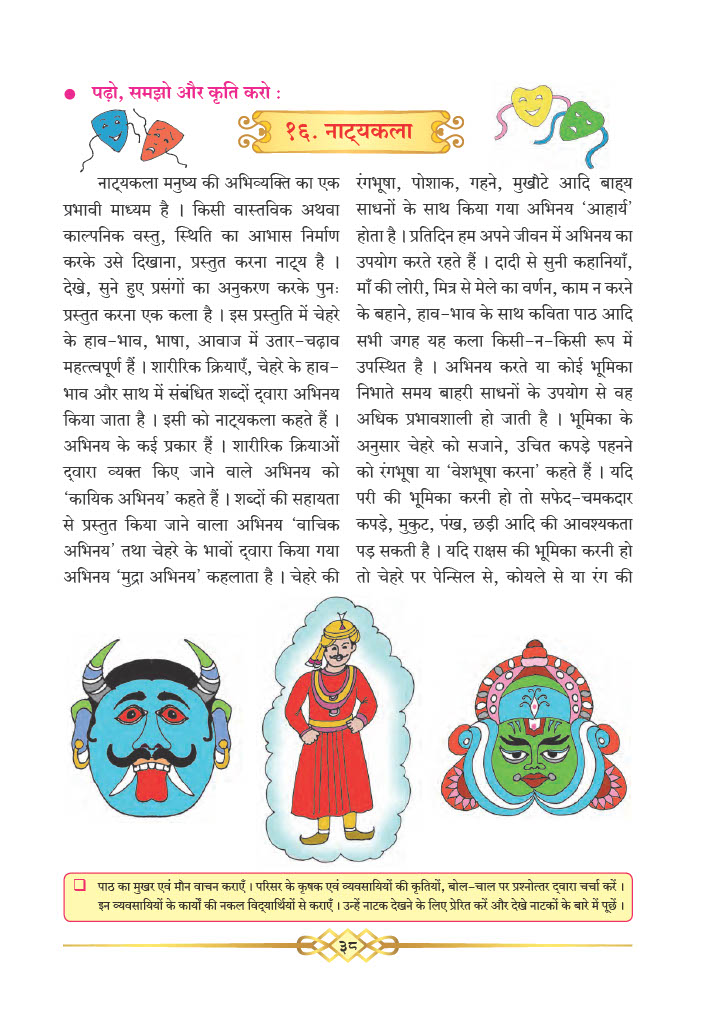 ● पढ़ो, समझो और कृति करो :
१६. नाट्यकला
नाट्यकला मनुष्य की अभिव्यक्ति का एक
प्रभावी माध्यम है । किसी वास्तविक अथवा
काल्पनिक वस्तु, स्थिति का आभास निर्माण
करके उसे दिखाना, प्रस्तुत करना नाट्य है ।
देखे, सुने हुए प्रसंगों का अनुकरण करके पुनः
प्रस्तुत करना एक कला है । इस प्रस्तुति में चेहरे
के हाव-भाव, भाषा, आवाज में उतार-चढ़ाव
महत्त्वपूर्ण हैं । शारीरिक क्रियाएँ, चेहरे के हाव-
भाव और साथ में संबंधित शब्दों द्‌वारा अभिनय
किया जाता है । इसी को नाट्यकला कहते हैं ।
अभिनय के कई प्रकार हैं । शारीरिक क्रियाओं
द्‌वारा व्यक्त किए जाने वाले अभिनय को
‘कायिक अभिनय’ कहते हैं । शब्दों की सहायता
से प्रस्तुत किया जाने वाला अभिनय ‘वाचिक
अभिनय’ तथा चेहरे के भावों द्‌वारा किया गया
अभिनय ‘मुद्रा अभिनय’ कहलाता है । चेहरे की
रंगभूषा, पोशाक, गहने, मुखौटे आदि बाह्‌य
साधनों के साथ किया गया अभिनय ‘आहार्य’
होता है । प्रतिदिन हम अपने जीवन में अभिनय का
उपयोग करते रहते हैं । दादी से सुनी कहानियाँ,
माँ की लोरी, मित्र से मेले का वर्णन, काम न करने
के बहाने, हाव-भाव के साथ कविता पाठ आदि
सभी जगह यह कला किसी-न-किसी रूप में
उपस्थित है । अभिनय करते या कोई भूमिका
निभाते समय बाहरी साधनों के उपयोग से वह
अधिक प्रभावशाली हो जाती है । भूमिका के
अनुसार चेहरे को सजाने, उचित कपड़े पहनने
को रंगभूषा या ‘वेशभूषा करना’ कहते हैं । यदि
परी की भूमिका करनी हो तो सफेद-चमकदार
कपड़े, मुकुट, पंख, छड़ी आदि की आवश्यकता
पड़ सकती है । यदि राक्षस की भूमिका करनी हो
तो चेहरे पर पेन्सिल से, कोयले से या रंग की
❑ पाठ का मुखर एवं मौन वाचन कराएँ । परिसर के कृषक एवं व्यवसायियों की कृतियों, बोल-चाल पर प्रश्नोत्तर द्‌वारा चर्चा करें ।
इन व्यवसायियों के कार्यों की नकल विद्‌यार्थियों से कराएँ । उन्हें नाटक देखने के लिए प्रेरित करें और देखे नाटकों के बारे में पूछें ।
३८